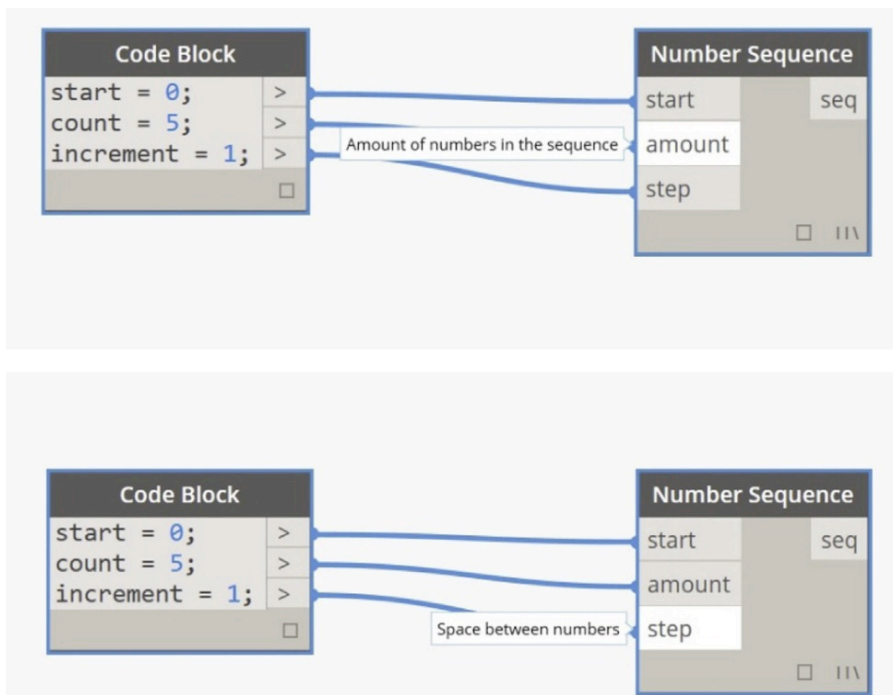 Code Block
Number Sequence
start = 0;
>
start
seq
count = 5;
>
Amount of numbers in the sequence
amount
increment = 1;
>
step
Code Block
Number Sequence
start = 0;
>
start
seq
count = 5;
>
amount
increment = 1;
>
Space between numbers
step